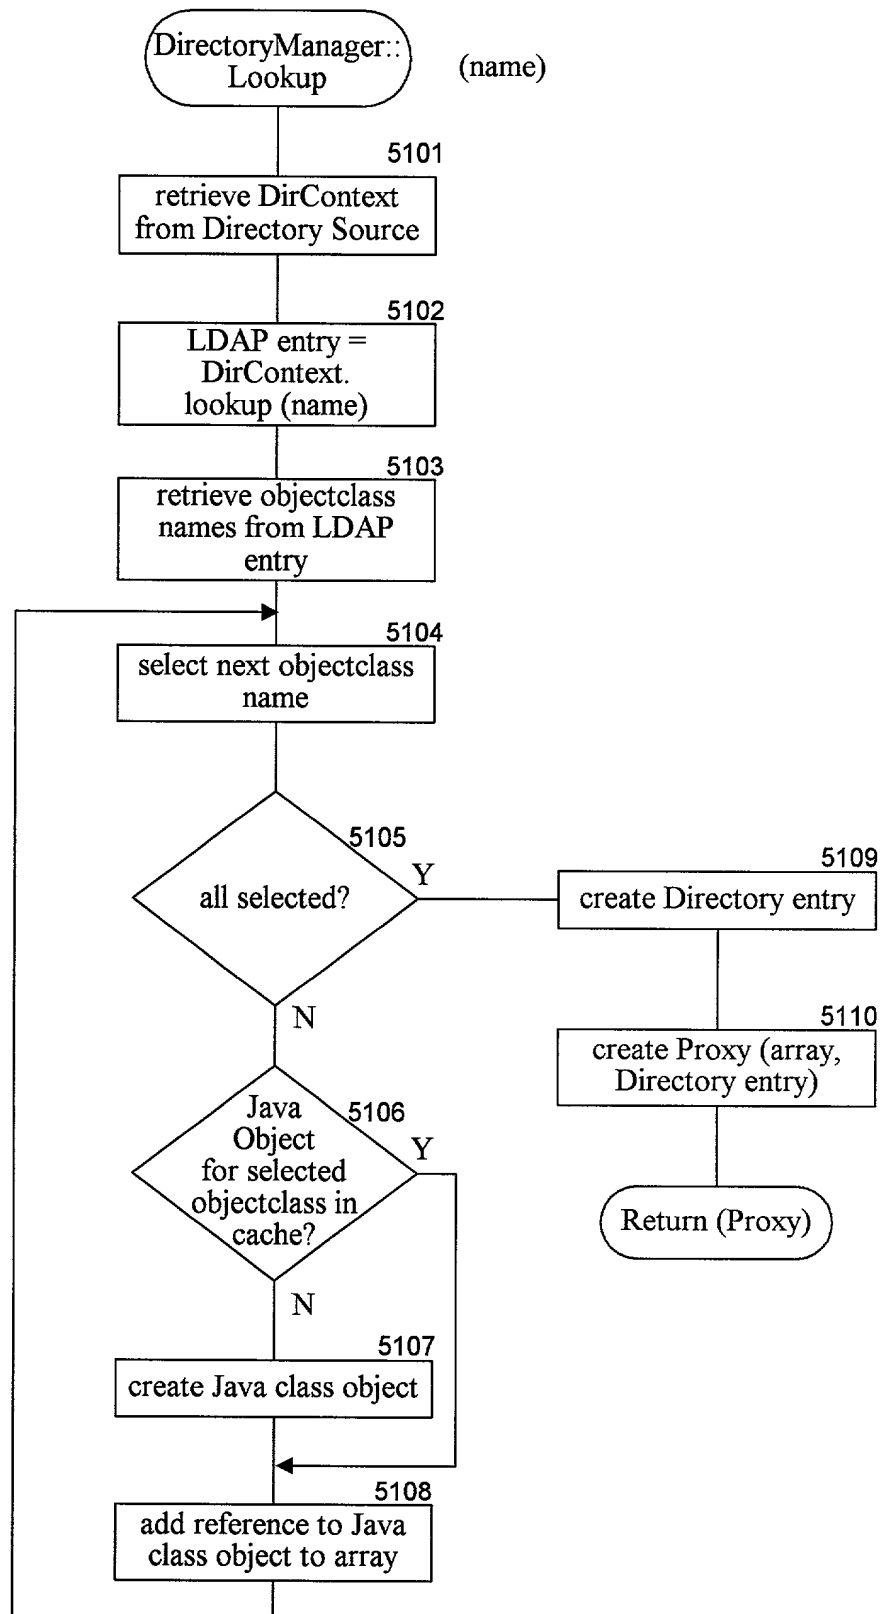 DirectoryManager::
Lookup
(name)
5101
retrieve DirContext
from Directory Source
5102
LDAP entry =
DirContext.
lookup (name)
5103
retrieve objectclass
names from LDAP
entry
5104
select next objectclass
name
5105
all selected?
Y
N
5109
create Directory entry
5110
create Proxy (array,
Directory entry)
Return (Proxy)
5106
Java
Object
for selected
objectclass in
cache?
Y
N
5107
create Java class object
5108
add reference to Java
class object to array